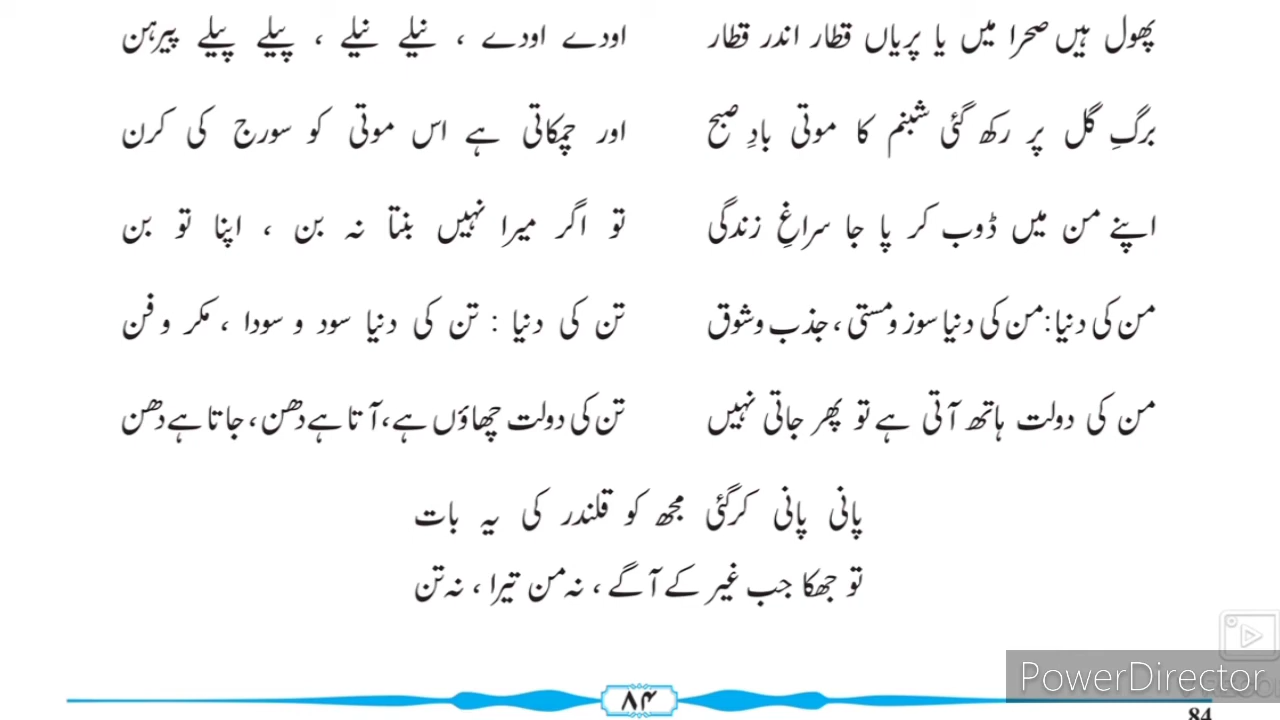 پھول ہیں صحرا میں یا پریاں قطار اندر قطار اودے اودے ، نیلے نیلے ، پیلے پیلے پیرہن
برگِ گل پر رکھ گئی شبنم کا موتی بادِ صبح اور چمکاتی ہے اس موتی کو سورج کی کرن
اپنے من میں ڈوب کر پا جا سراغِ زندگی تو اگر میرا نہیں بنتا نہ بن ، اپنا تو بن
من کی دنیا : من کی دنیا سوز و مستی ، جذب و شوق تن کی دنیا : تن کی دنیا سود و سودا ، مکر و فن
من کی دولت ہاتھ آتی ہے تو پھر جاتی نہیں تن کی دولت چھاؤں ہے، آتا ہے دھن ، جاتا ہے دھن
پانی پانی کر گئی مجھ کو قلندر کی یہ بات
تو جھکا جب غیر کے آگے ، نہ من تیرا ، نہ تن
PowerDirector
۸۴
84